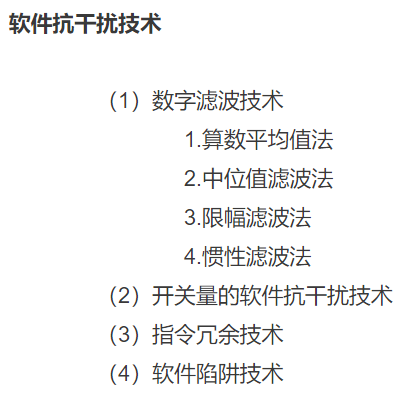 软件抗干扰技术
（1）数字滤波技术
1.算数平均值法
2.中位值滤波法
3.限幅滤波法
4.惯性滤波法
（2）开关量的软件抗干扰技术
（3）指令冗余技术
（4）软件陷阱技术